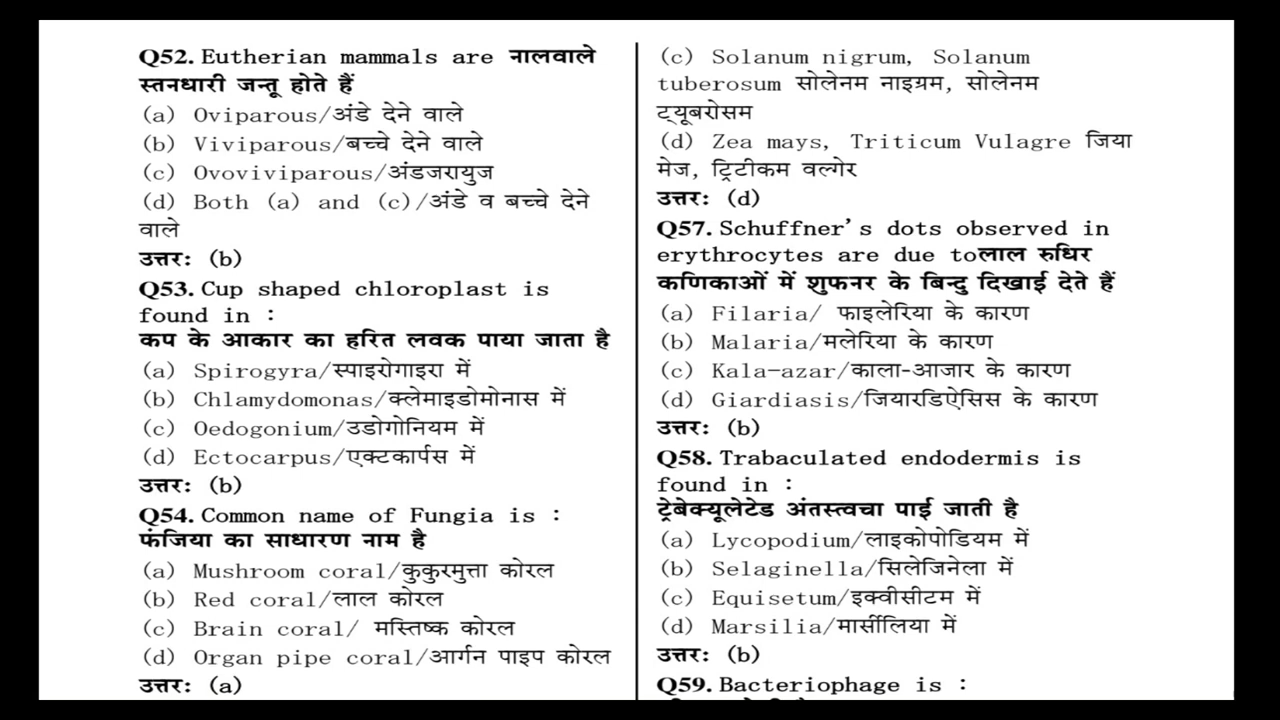 Q52. Eutherian mammals are नालवाले
स्तनधारी जन्तू होते हैं
(a) Oviparous/अंडे देने वाले
(b) Viviparous/बच्चे देने वाले
(c) Ovoviviparous/अंडजरायुज
(d) Both (a) and (c)/अंडे व बच्चे देने
वाले
उत्तरः (b)
Q53. Cup shaped chloroplast is
found in :
कप के आकार का हरित लवक पाया जाता है
(a) Spirogyra/स्पाइरोगाइरा में
(b) Chlamydomonas/क्लेमाइडोमोनास में
(c) Oedogonium/उडोगोनियम में
(d) Ectocarpus/एक्टकार्पस में
उत्तरः (b)
Q54. Common name of Fungia is :
फंजिया का साधारण नाम है
(a) Mushroom coral/कुकुरमुत्ता कोरल
(b) Red coral/लाल कोरल
(c) Brain coral/ मस्तिष्क कोरल
(d) Organ pipe coral/आर्गन पाइप कोरल
उत्तरः (a)
(c) Solanum nigrum, Solanum
tuberosum सोलेनम नाइग्रम, सोलेनम
ट्यूबरोसम
(d) Zea mays, Triticum Vulagre जिया
मेज, ट्रिटीकम वल्गेर
उत्तरः (d)
Q57. Schuffner's dots observed in
erythrocytes are due toलाल रुधिर
कणिकाओं में शुफनर के बिन्दु दिखाई देते हैं
(a) Filaria/ फाइलेरिया के कारण
(b) Malaria/मलेरिया के कारण
(c) Kala-azar/काला-आजार के कारण
(d) Giardiasis/जियारडिऐसिस के कारण
उत्तरः (b)
Q58. Trabaculated endodermis is
found in :
ट्रेबेक्यूलेटेड अंतस्त्वचा पाई जाती है
(a) Lycopodium/लाइकोपोडियम में
(b) Selaginella/सिलेजिनेला में
(c) Equisetum/इक्वीसीटम में
(d) Marsilia/मार्सीलिया में
उत्तरः (b)
Q59. Bacteriophage is :